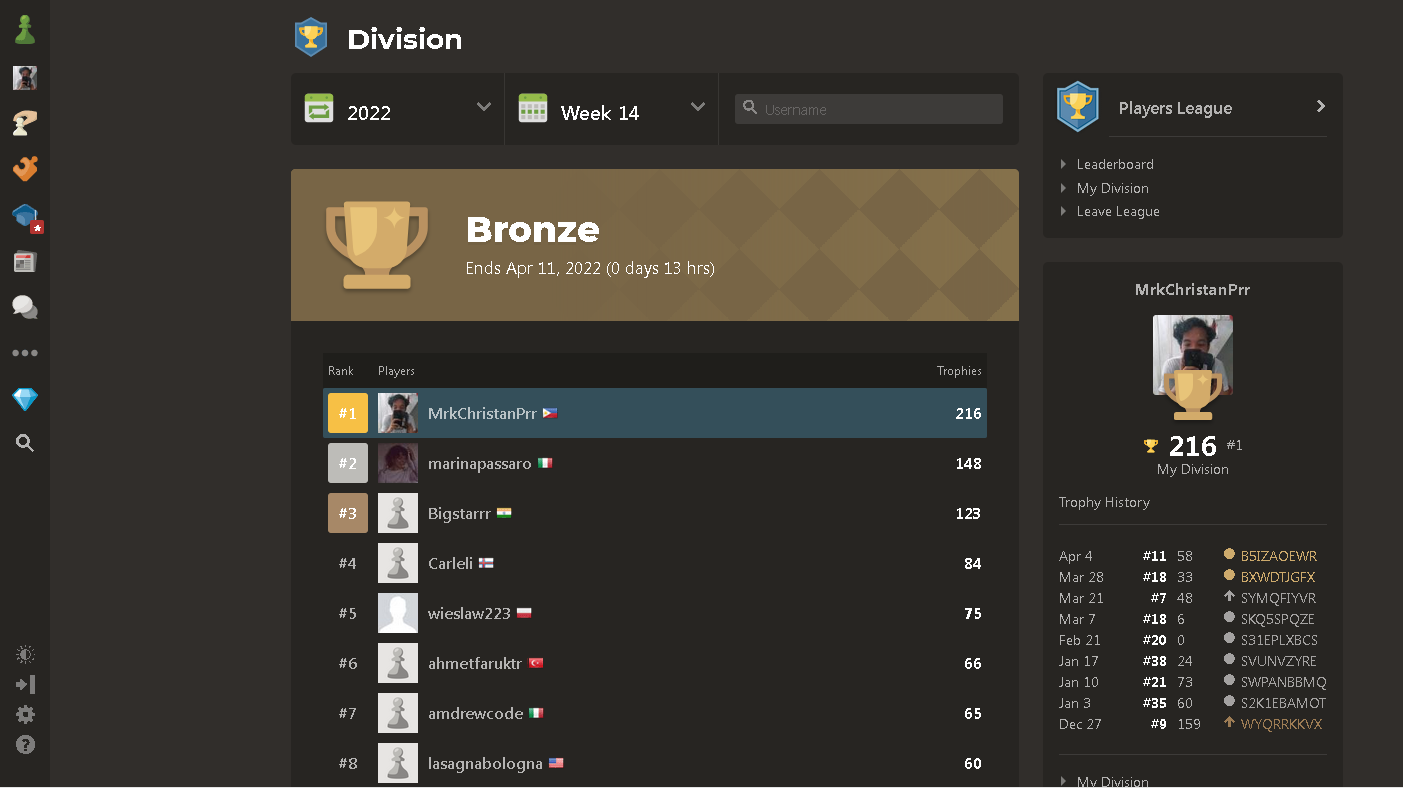 Division
2022
Week 14
Username
Bronze
Ends Apr 11, 2022 (0 days 13 hrs)
Rank Players Trophies
#1 MrkChristanPrr 216
#2 marinapassaro 148
#3 Bigstarrr 123
#4 Carleli 84
#5 wieslaw223 75
#6 ahmetfaruktr 66
#7 amdrewcode 65
#8 lasagnabologna 60
Players League
Leaderboard
My Division
Leave League
MrkChristanPrr
216 #1
My Division
Trophy History
Apr 4 #11 58 B5IZAOEWR
Mar 28 #18 33 BXWDTJGFX
Mar 21 #7 48 SYMQFIYVR
Mar 7 #18 6 SKQ5SPQZE
Feb 21 #20 0 S31EPLXBCS
Jan 17 #38 24 SVUNVZYRE
Jan 10 #21 73 SWPANBBMQ
Jan 3 #35 60 S2K1EBAMOT
Dec 27 #9 159 WYQRRKKVX
My Division